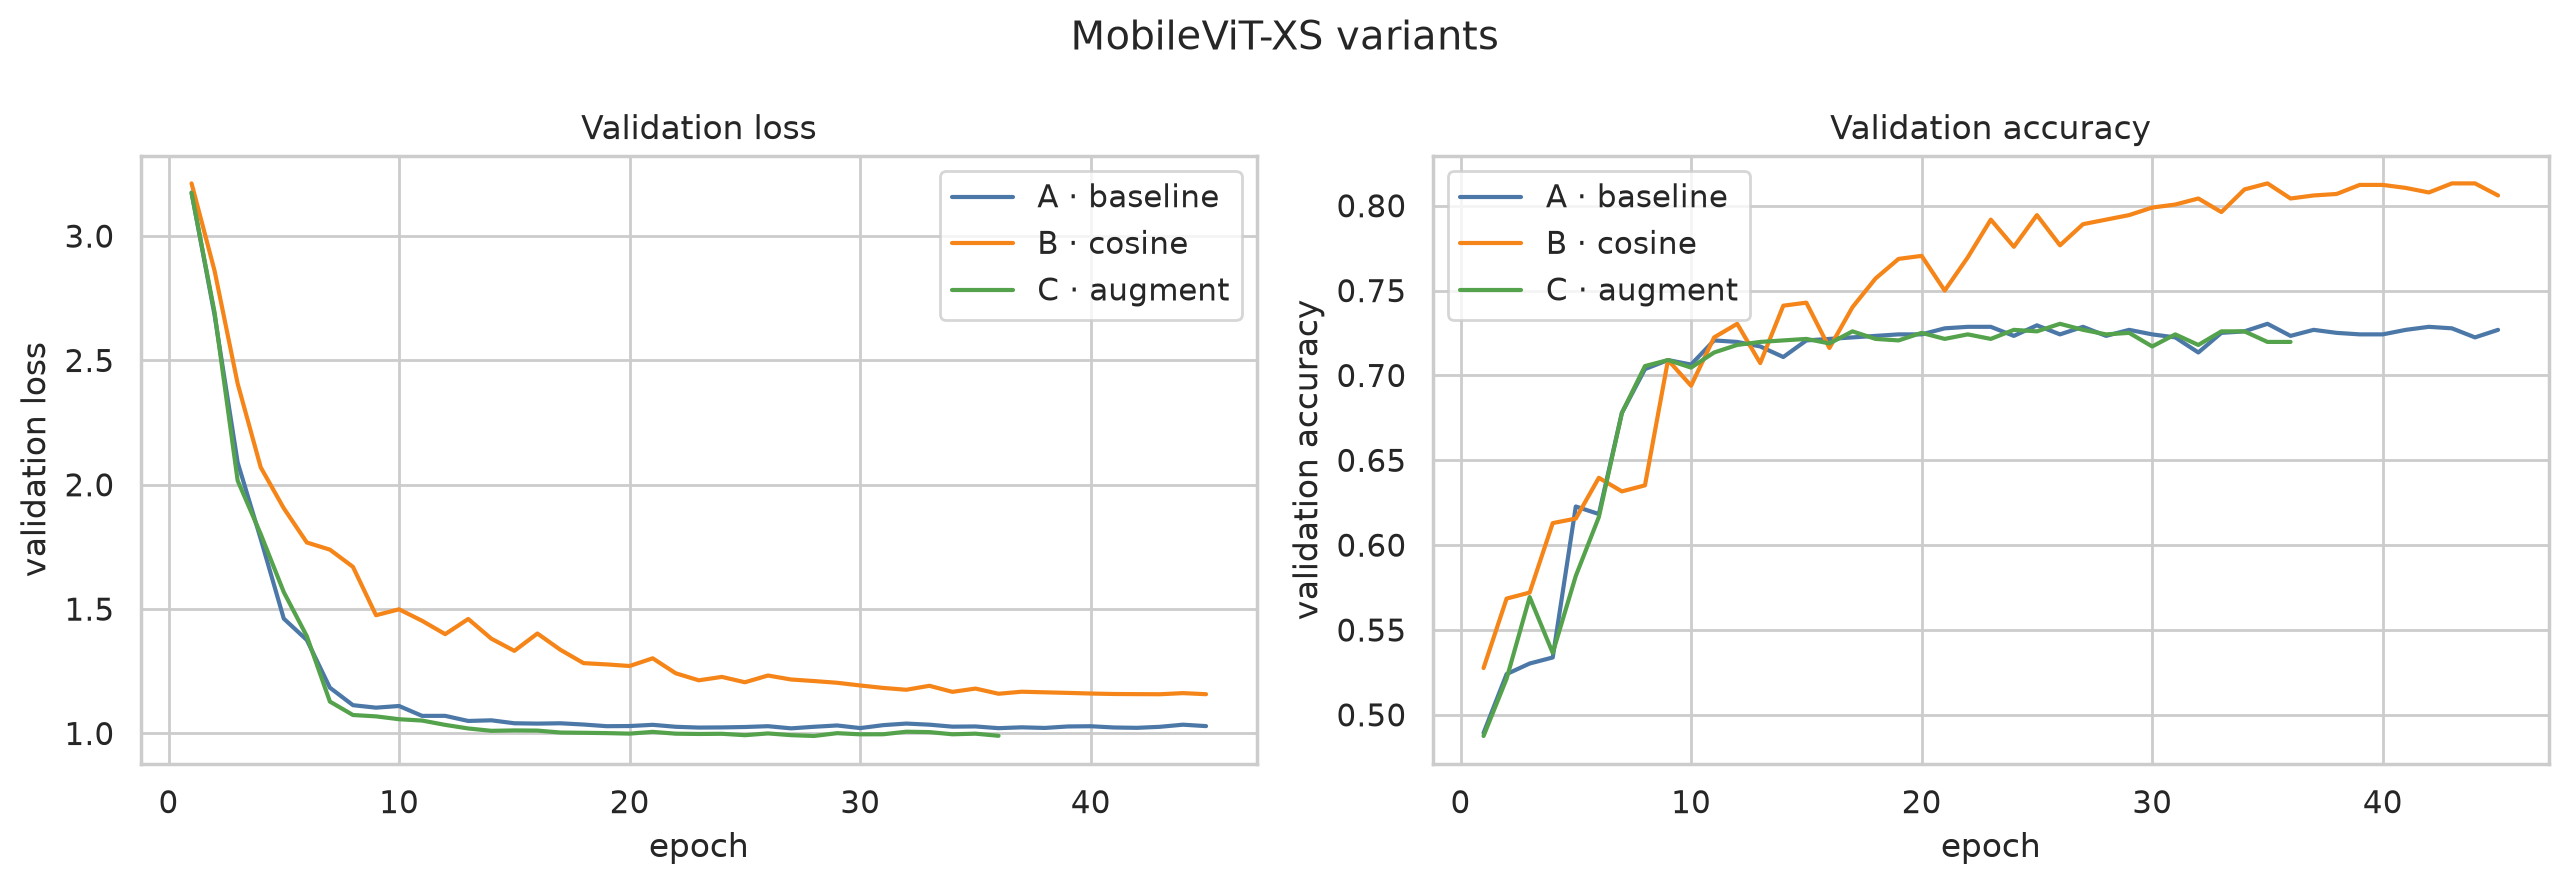 MobileViT-XS variants
Validation loss
validation loss
3.0
2.5
2.0
1.5
1.0
A · baseline
B · cosine
C · augment
0
10
20
30
40
epoch
Validation accuracy
validation accuracy
0.80
0.75
0.70
0.65
0.60
0.55
0.50
A · baseline
B · cosine
C · augment
0
10
20
30
40
epoch